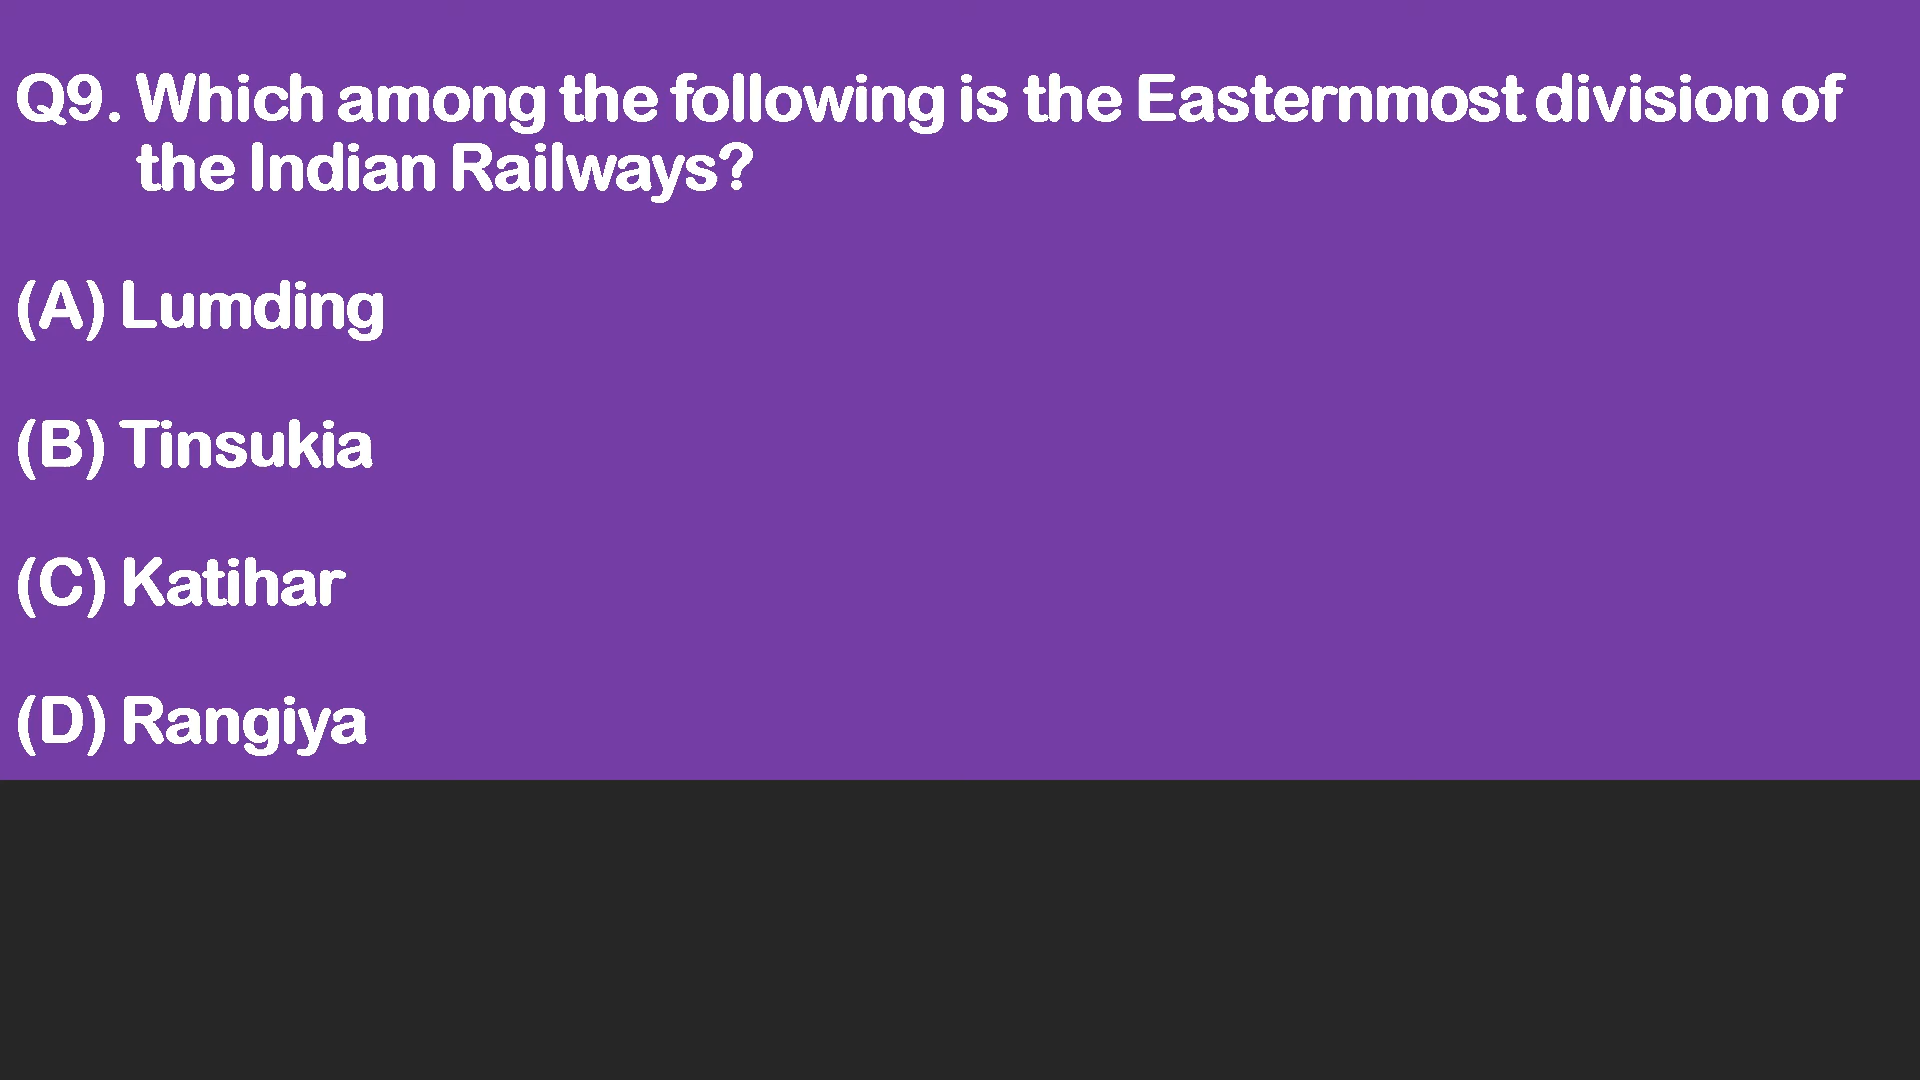 Q9. Which among the following is the Easternmost division of
the Indian Railways?
(A) Lumding
(B) Tinsukia
(C) Katihar
(D) Rangiya